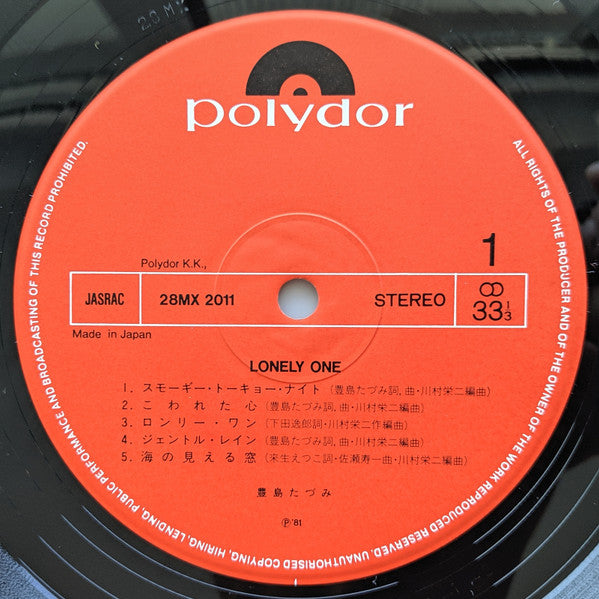 20 MX
polydor
ALL RIGHTS OF THE PRODUCER AND OF THE OWNER OF THE WORK REPRODUCED RESERVED. UNAUTHORISED COPYING, HIRING, LENDING, PUBLIC PERFORMANCE AND BROADCASTING OF THIS RECORD PROHIBITED.
1
Polydor K.K.,
JASRAC
28MX 2011
STEREO
33 1/3
Made in Japan
LONELY ONE
1. スモーギー・トーキョー・ナイト(豊島たづみ詞,曲・川村栄二編曲)
2. こわれた心(豊島たづみ詞,曲・川村栄二編曲)
3. ロンリー・ワン(下田逸郎詞・川村栄二作編曲)
4. ジェントル・レイン(豊島たづみ詞,曲・川村栄二編曲)
5. 海の見える窓(来生えつこ詞・佐瀬寿一曲・川村栄二編曲)
豊島たづみ
℗'81